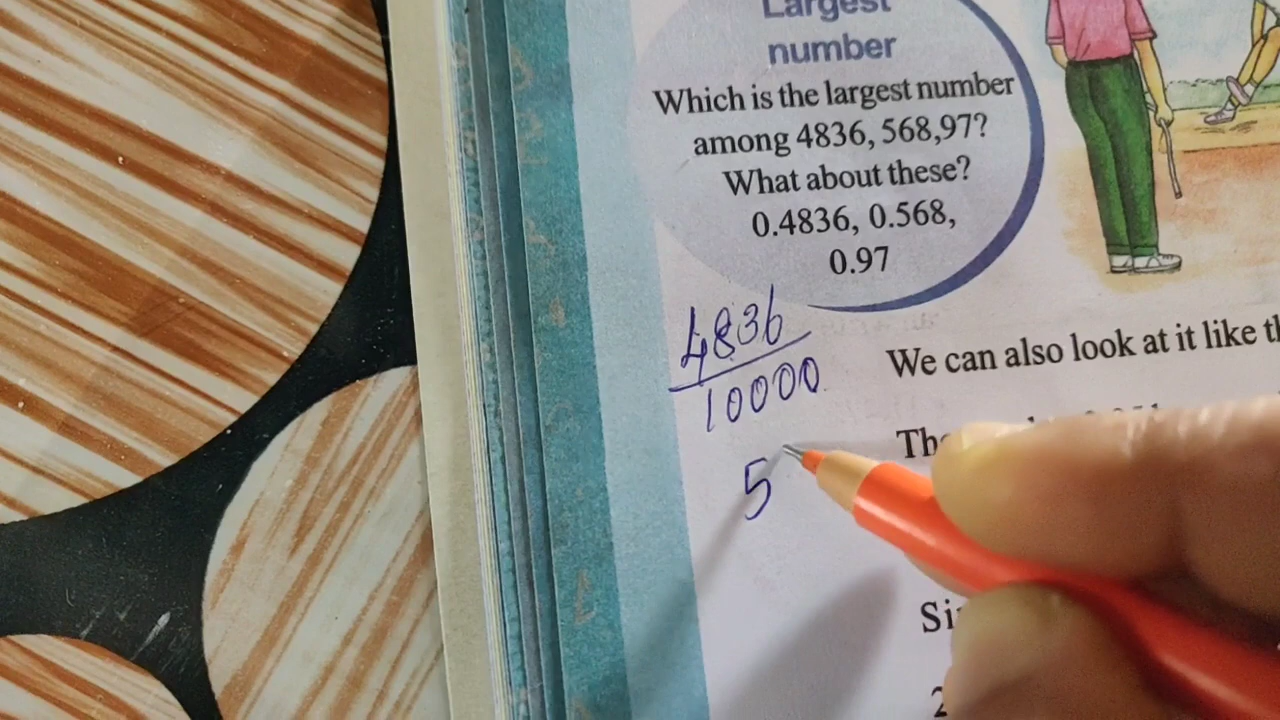 Largest
number
Which is the largest number
among 4836, 568,97?
What about these?
0.4836, 0.568,
0.97
4836
10000
We can also look at it like
5